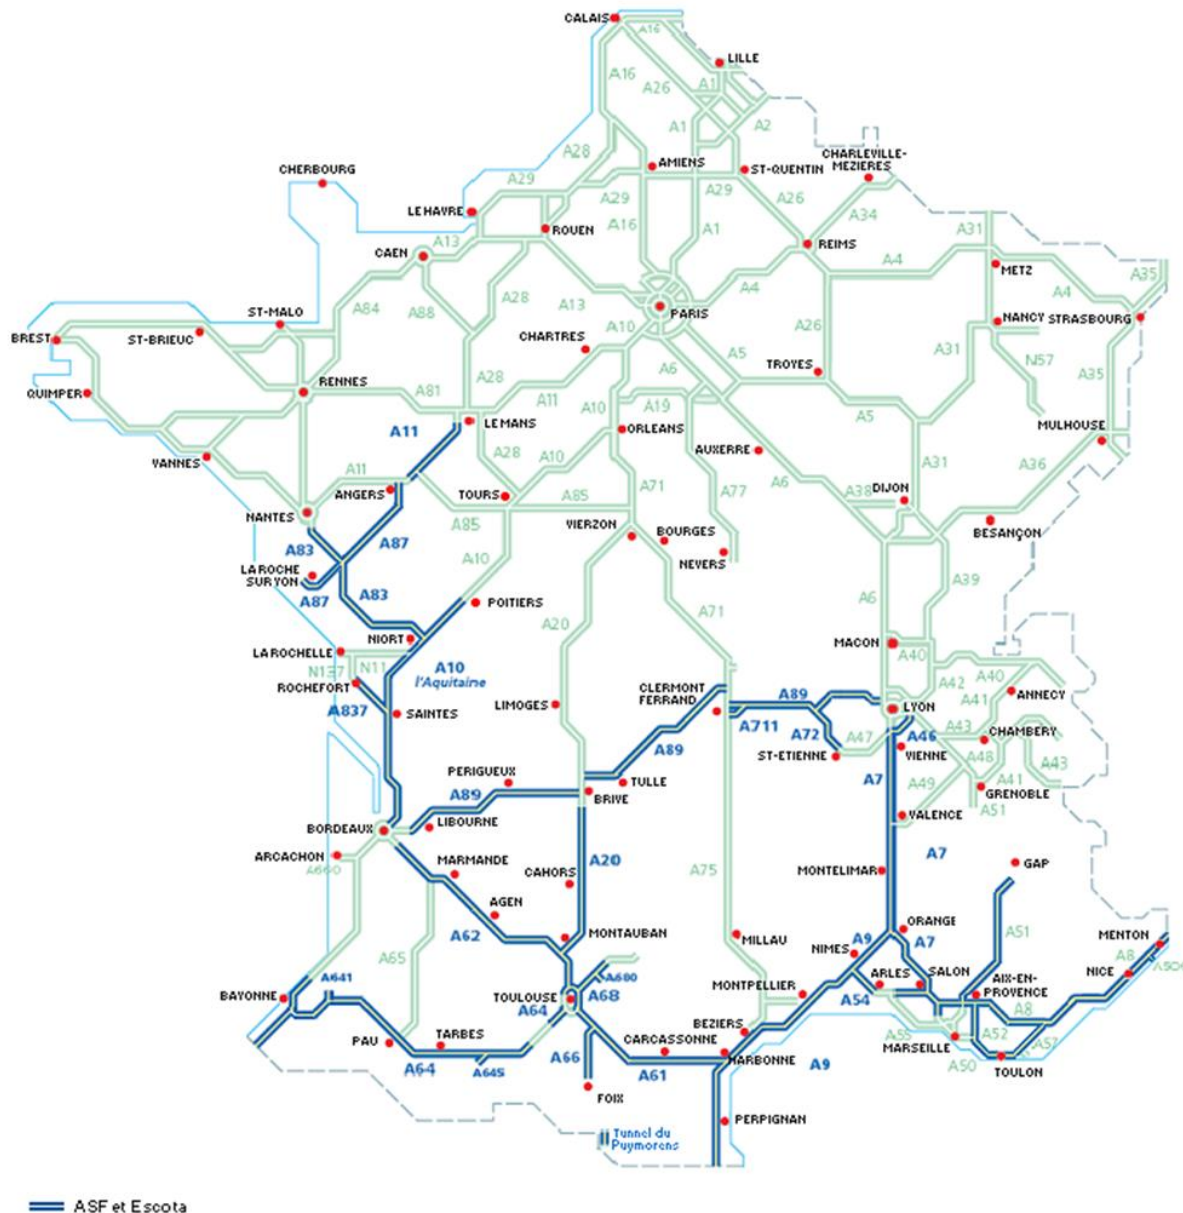 CALAIS
A16
LILLE
A16
A26
A1
A1
A2
CHARLEVILLE-
MEZIERES
A28
AMIENS
ST-QUENTIN
CHERBOURG
A29
A29
A29
A26
A34
LE HAVRE
ROUEN
A16
A1
REIMS
A31
CAEN
A13
METZ
A35
A4
A4
A4
A28
A13
ST-MALO
A84
A88
PARIS
NANCY
STRASBOURG
BREST
ST-BRIEUC
CHARTRES
A10
A26
A5
A31
A6
TROYES
N57
A35
QUIMPER
RENNES
A81
A28
A11
A10
A19
A5
LE MANS
A11
ORLEANS
MULHOUSE
AUXERRE
VANNES
A11
A28
A10
A31
A36
A71
A77
A6
ANGERS
TOURS
A85
A38
DIJON
NANTES
A85
VIERZON
BOURGES
BESANÇON
A83
A87
A10
NEVERS
LA ROCHE
SUR YON
A39
A87
A83
POITIERS
A6
A20
A71
NIORT
MACON
LA ROCHELLE
A40
N137
N11
A10
l'Aquitaine
A42
A40
ROCHEFORT
CLERMONT
FERRAND
A89
A41
ANNECY
A837
SAINTES
LIMOGES
LYON
A711
A72
A47
A46
A43
CHAMBERY
A89
ST-ETIENNE
VIENNE
A48
A43
PERIGUEUX
A7
A41
TULLE
A49
GRENOBLE
A89
BRIVE
A51
LIBOURNE
VALENCE
BORDEAUX
ARCACHON
MARMANDE
A20
A7
A660
CAHORS
A75
MONTELIMAR
GAP
AGEN
ORANGE
A62
MONTAUBAN
MILLAU
A9
A7
A51
MENTON
NIMES
A8
A65
A641
A680
ARLES
SALON
AIX-EN-
PROVENCE
NICE
A500
BAYONNE
TOULOUSE
A68
MONTPELLIER
A54
A64
A8
BEZIERS
A55
A52
A57
PAU
TARBES
CARCASSONNE
MARSEILLE
A66
NARBONNE
A50
TOULON
A64
A645
A61
A9
FOIX
PERPIGNAN
Tunnel du
Puymorens
ASF et Escota